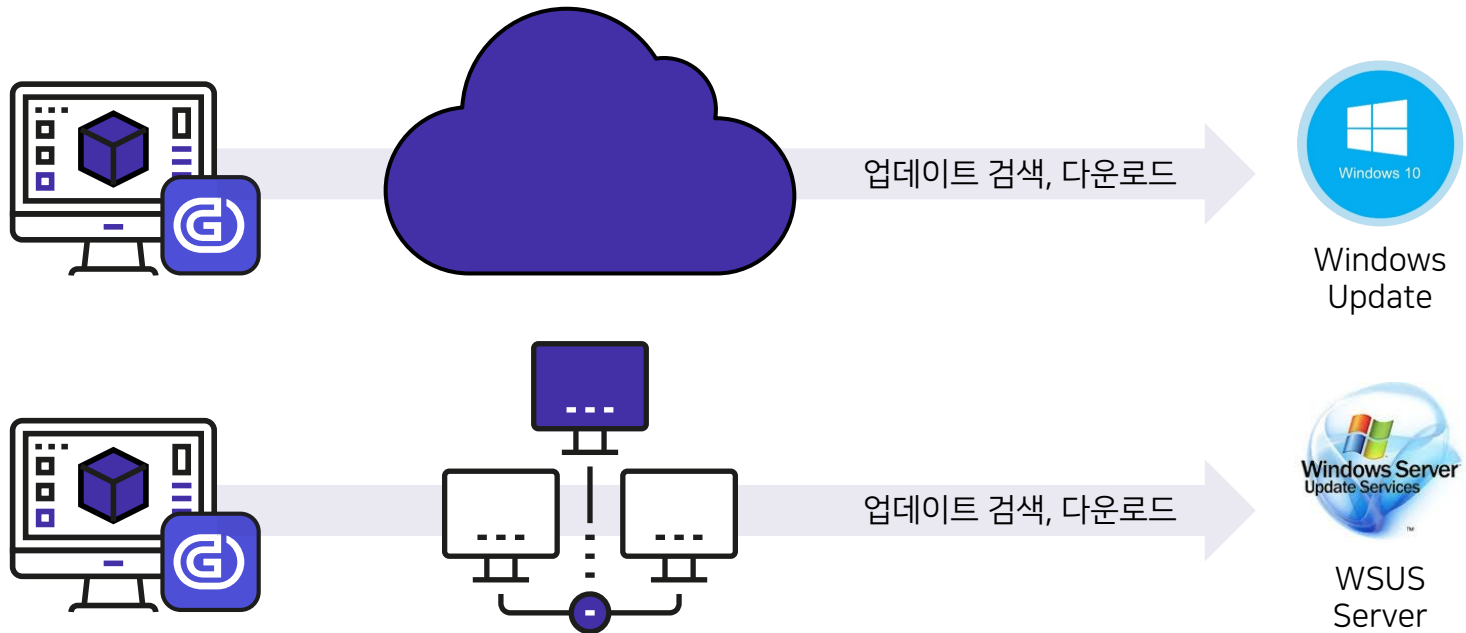 업데이트 검색, 다운로드
Windows 10
Windows
Update
업데이트 검색, 다운로드
Windows Server
Update Services
TM
WSUS
Server